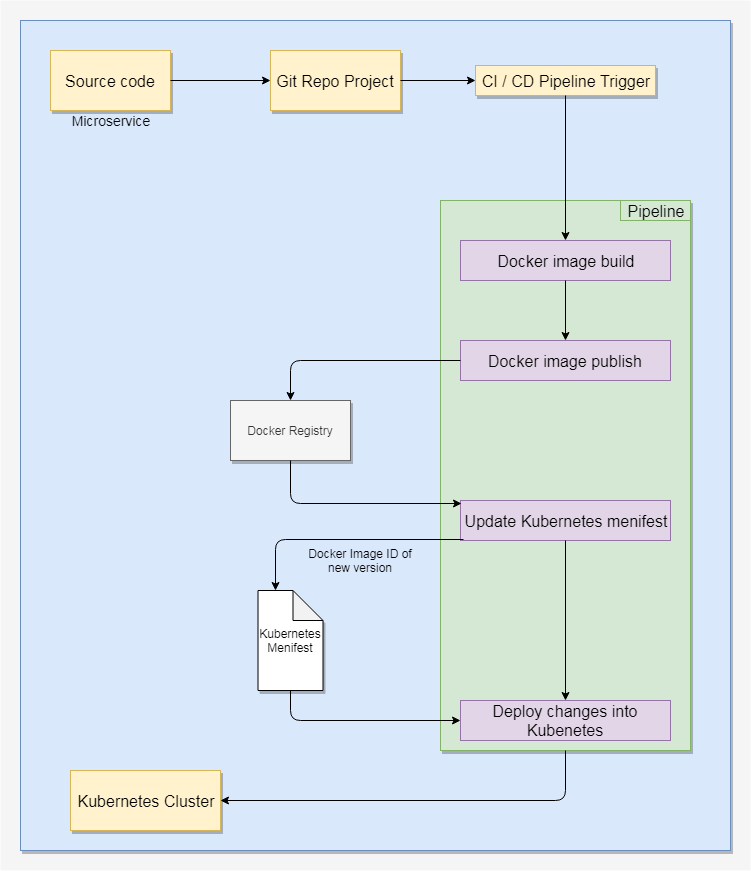 Source code
Git Repo Project
CI / CD Pipeline Trigger
Microservice
Pipeline
Docker image build
Docker image publish
Docker Registry
Update Kubernetes menifest
Docker Image ID of
new version
Kubernetes
Menifest
Deploy changes into
Kubenetes
Kubernetes Cluster